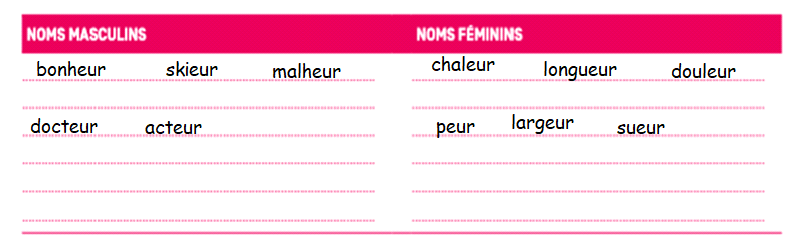 NOMS MASCULINS NOMS FÉMININS
bonheur skieur malheur chaleur longueur douleur
docteur acteur peur largeur sueur